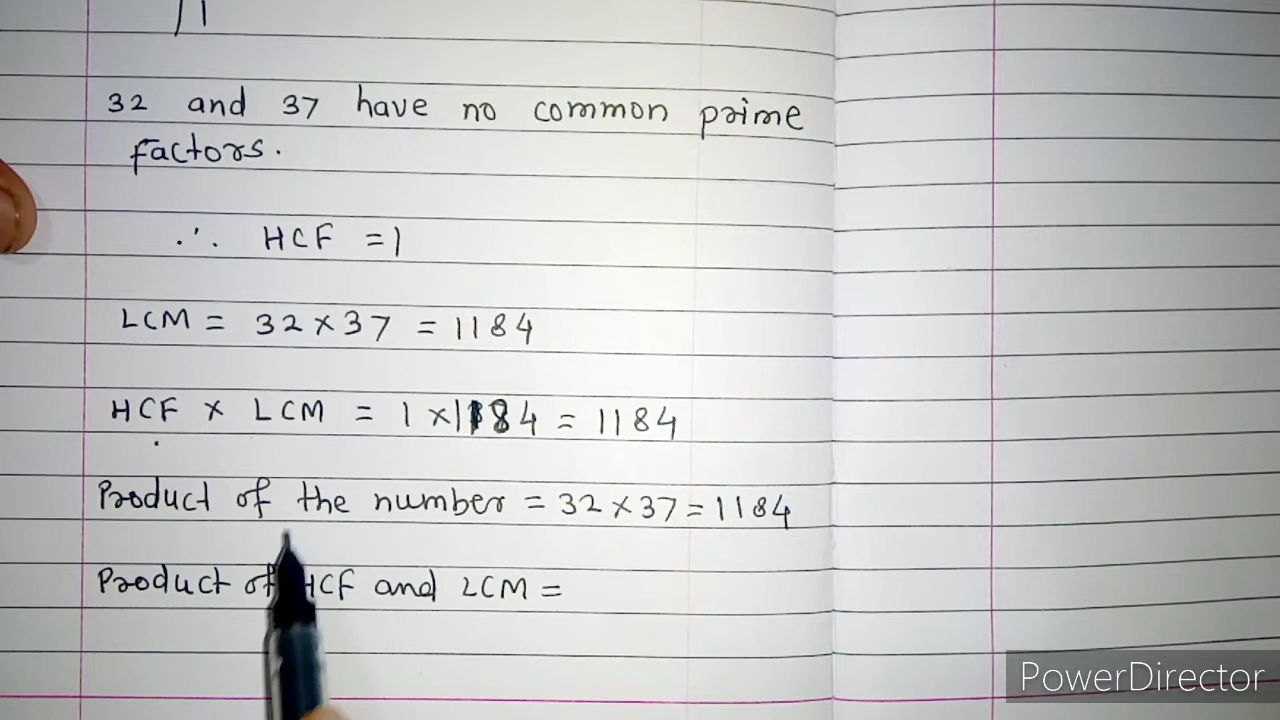 32 and 37 have no common prime
factors.
∴ HCF = 1
LCM = 32 × 37 = 1184
HCF × LCM = 1 × 1184 = 1184
Product of the number = 32 × 37 = 1184
Product of HCF and LCM =
PowerDirector